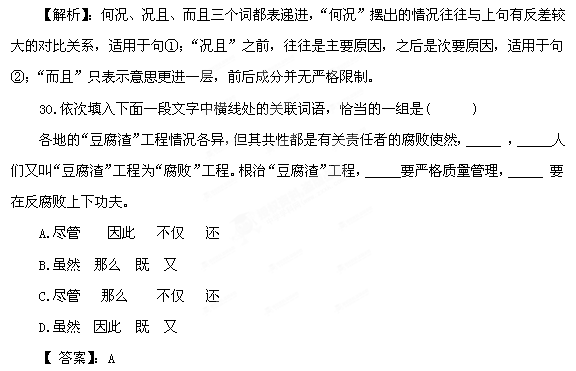 【解析】：何况、况且、而且三个词都表递进，“何况”摆出的情况往往与上句有反差较
大的对比关系，适用于句①；“况且”之前，往往是主要原因，之后是次要原因，适用于句
②；“而且”只表示意思更进一层，前后成分并无严格限制。
30.依次填入下面一段文字中横线处的关联词语，恰当的一组是(　　)
各地的“豆腐渣”工程情况各异，但其共性都是有关责任者的腐败使然，_____ ，_____人
们又叫“豆腐渣”工程为“腐败”工程。根治“豆腐渣”工程，_____要严格质量管理，_____ 要
在反腐败上下功夫。
A.尽管　因此　不仅　还
B.虽然　那么　既　又
C.尽管　那么　不仅　还
D.虽然　因此　既　又
【 答案】：A